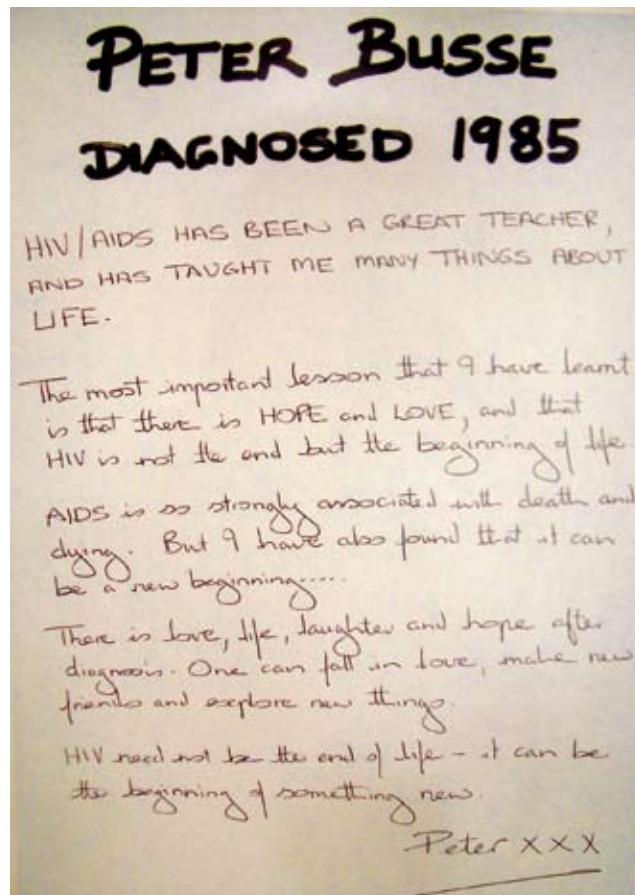 PETER BUSSE
DIAGNOSED 1985
HIV/AIDS HAS BEEN A GREAT TEACHER,
AND HAS TAUGHT ME MANY THINGS ABOUT
LIFE.
The most important lesson that I have learnt
is that there is HOPE and LOVE, and that
HIV is not the end but the beginning of life
AIDS is so strongly associated with death and
dying. But I have also found that it can
be a new beginning.....
There is love, life, laughter and hope after
diagnosis. One can fall in love, make new
friends and explore new things.
HIV need not be the end of life - it can be
the beginning of something new.
Peter XXX